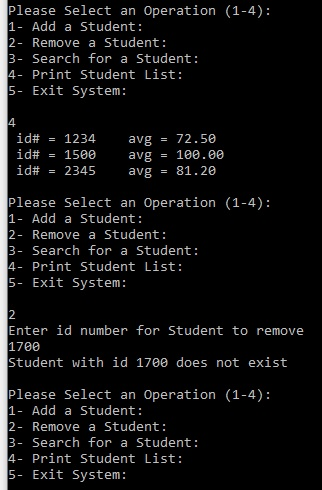 Please Select an Operation (1-4):
1- Add a Student:
2- Remove a Student:
3- Search for a Student:
4- Print Student List:
5- Exit System:
4
id# = 1234    avg = 72.50
id# = 1500    avg = 100.00
id# = 2345    avg = 81.20
Please Select an Operation (1-4):
1- Add a Student:
2- Remove a Student:
3- Search for a Student:
4- Print Student List:
5- Exit System:
2
Enter id number for Student to remove
1700
Student with id 1700 does not exist
Please Select an Operation (1-4):
1- Add a Student:
2- Remove a Student:
3- Search for a Student:
4- Print Student List:
5- Exit System: